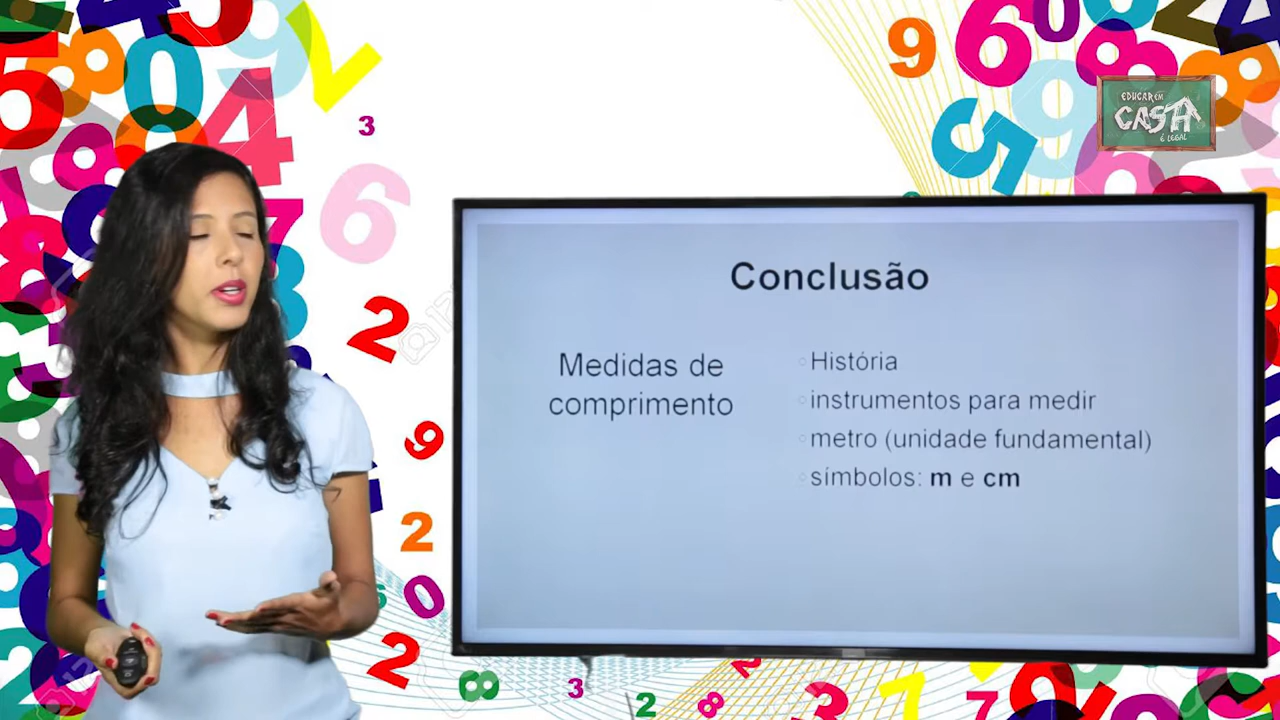 EDUCAR EM
CASA
É LEGAL
Conclusão
Medidas de
comprimento
História
instrumentos para medir
metro (unidade fundamental)
símbolos: m e cm